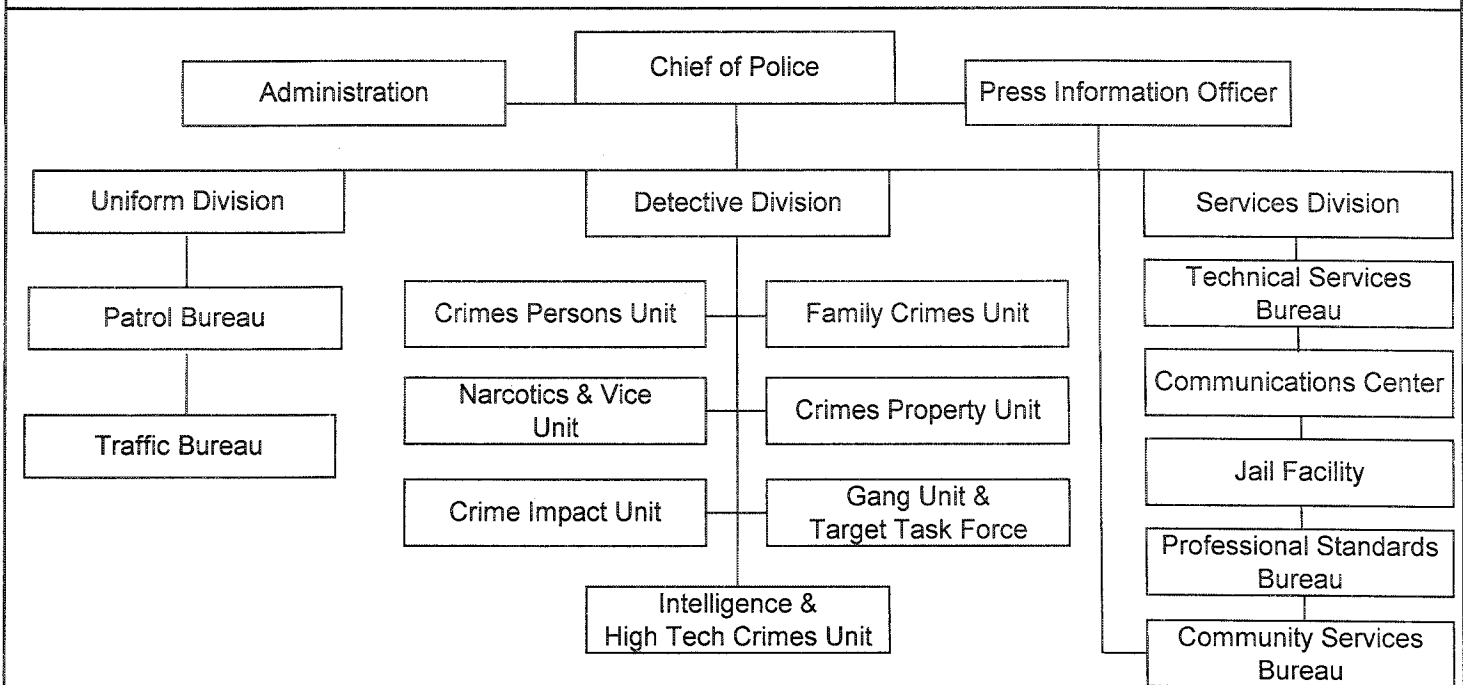 Chief of Police
Administration
Press Information Officer
Uniform Division
Detective Division
Services Division
Patrol Bureau
Traffic Bureau
Crimes Persons Unit
Family Crimes Unit
Narcotics & Vice
Unit
Crimes Property Unit
Crime Impact Unit
Gang Unit &
Target Task Force
Intelligence &
High Tech Crimes Unit
Technical Services
Bureau
Communications Center
Jail Facility
Professional Standards
Bureau
Community Services
Bureau